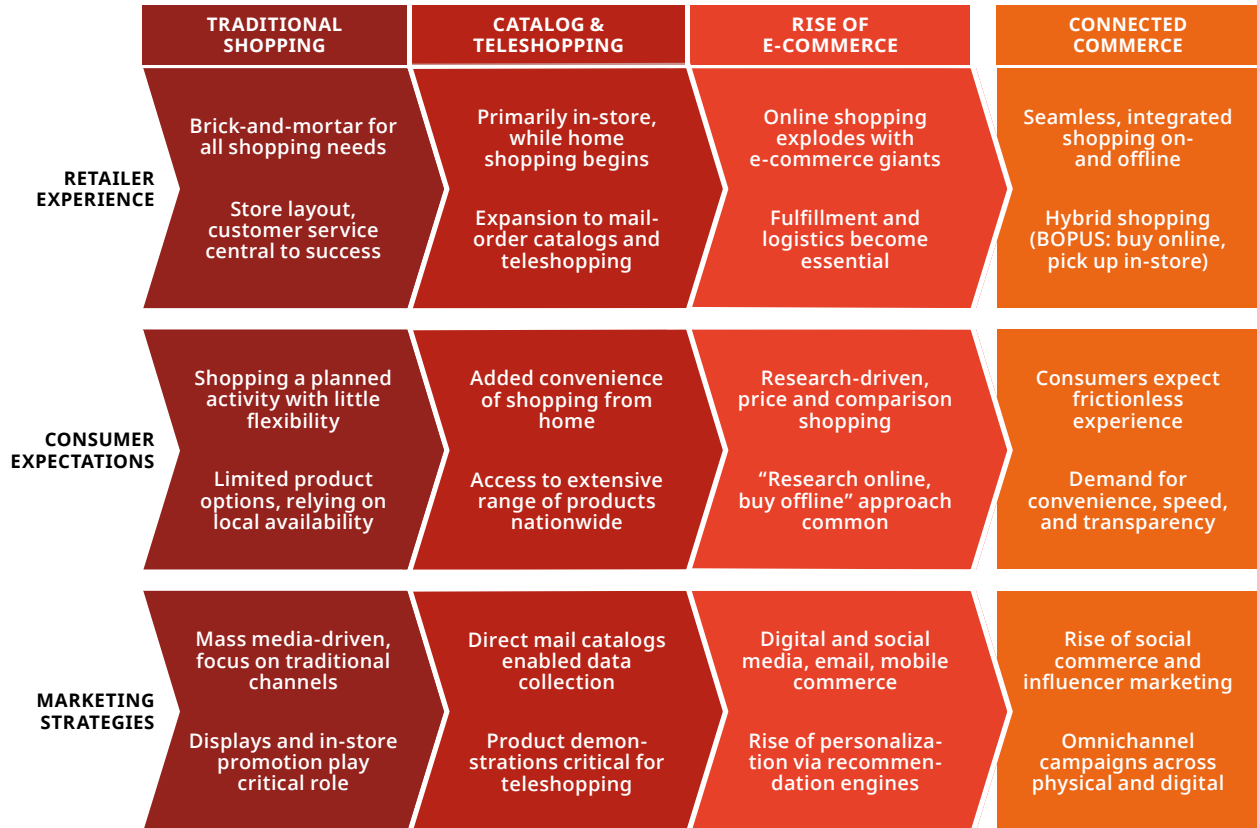 TRADITIONAL
SHOPPING
CATALOG &
TELESHOPPING
RISE OF
E-COMMERCE
CONNECTED
COMMERCE
RETAILER
EXPERIENCE
Brick-and-mortar for
all shopping needs
Store layout,
customer service
central to success
Primarily in-store,
while home
shopping begins
Expansion to mail-
order catalogs and
teleshopping
Online shopping
explodes with
e-commerce giants
Fulfillment and
logistics become
essential
Seamless, integrated
shopping on-
and offline
Hybrid shopping
(BOPUS: buy online,
pick up in-store)
CONSUMER
EXPECTATIONS
Shopping a planned
activity with little
flexibility
Limited product
options, relying on
local availability
Added convenience
of shopping from
home
Access to extensive
range of products
nationwide
Research-driven,
price and comparison
shopping
“Research online,
buy offline” approach
common
Consumers expect
frictionless
experience
Demand for
convenience, speed,
and transparency
MARKETING
STRATEGIES
Mass media-driven,
focus on traditional
channels
Displays and in-store
promotion play
critical role
Direct mail catalogs
enabled data
collection
Product demon-
strations critical for
teleshopping
Digital and social
media, email, mobile
commerce
Rise of personaliza-
tion via recommen-
dation engines
Rise of social
commerce and
influencer marketing
Omnichannel
campaigns across
physical and digital